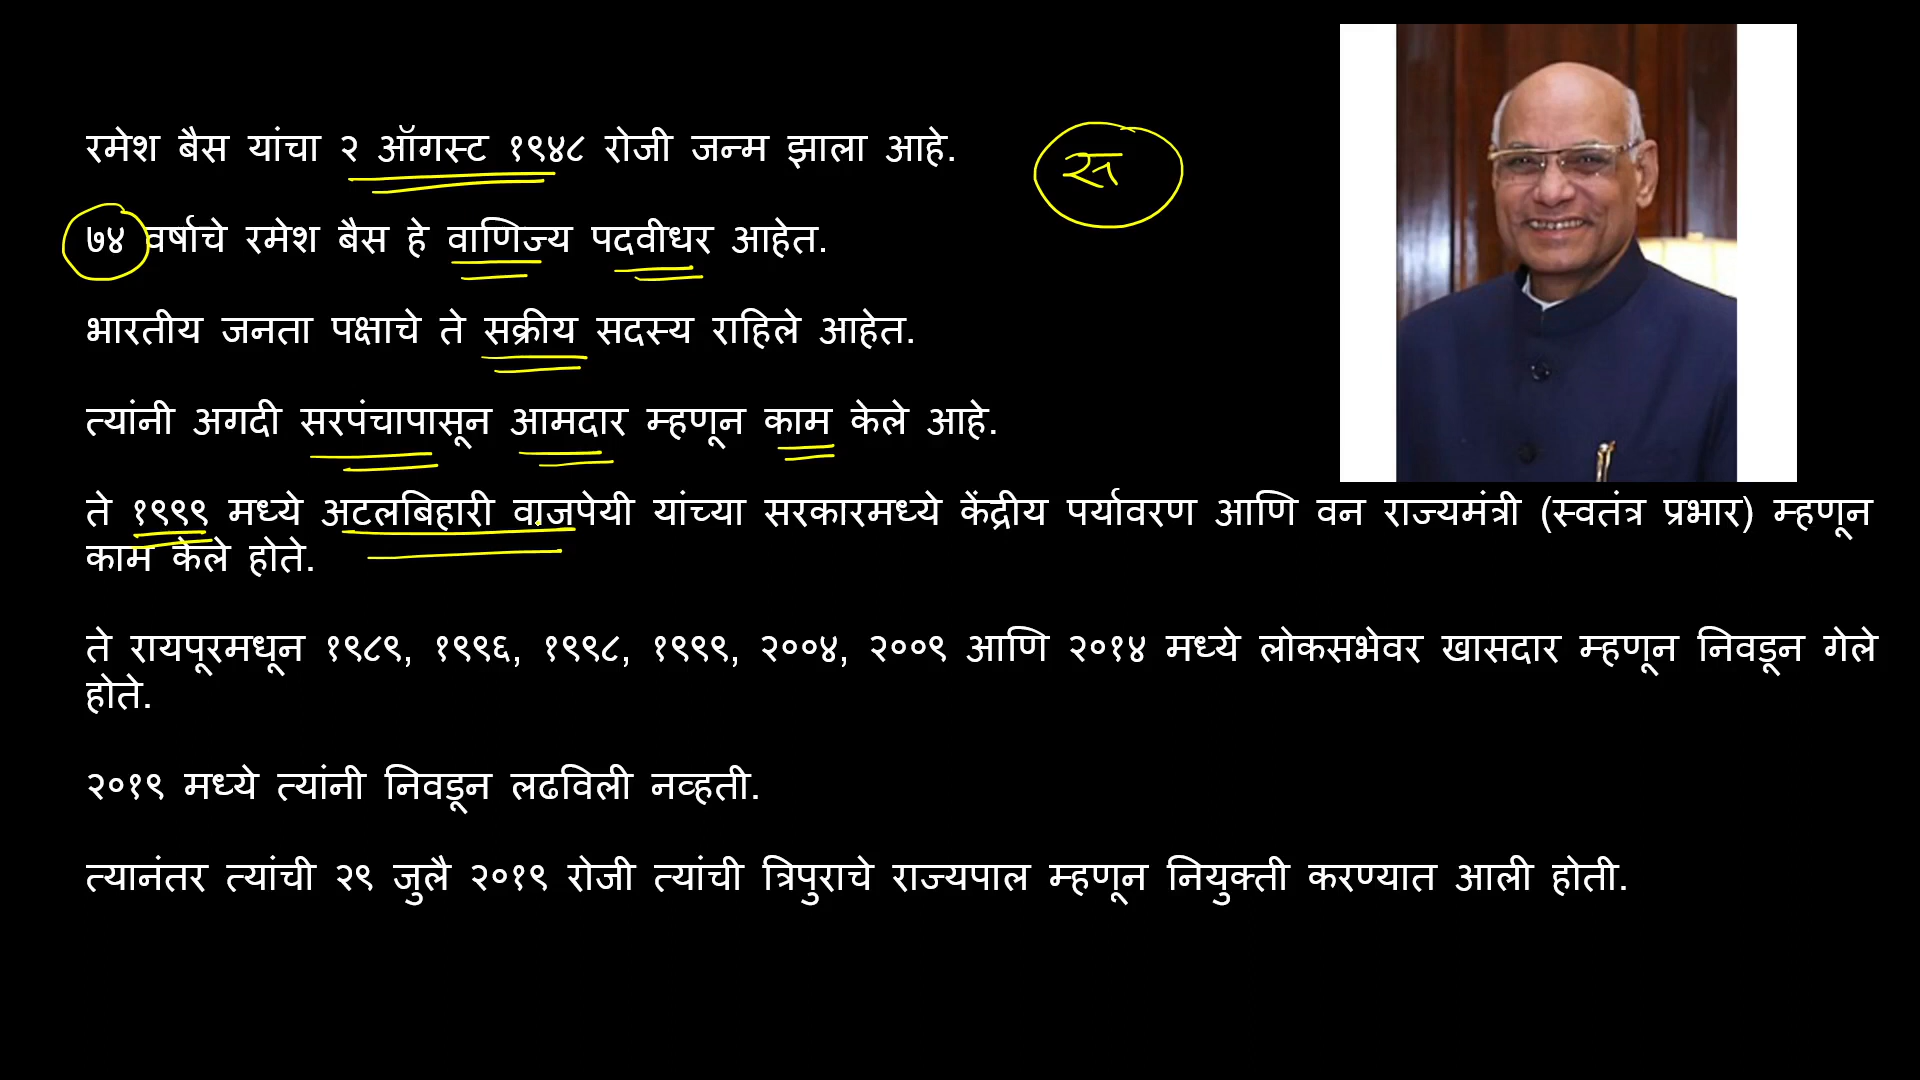 रमेश बैस यांचा २ ऑगस्ट १९४८ रोजी जन्म झाला आहे.
७४ वर्षाचे रमेश बैस हे वाणिज्य पदवीधर आहेत.
भारतीय जनता पक्षाचे ते सक्रीय सदस्य राहिले आहेत.
त्यांनी अगदी सरपंचापासून आमदार म्हणून काम केले आहे.
ते १९९९ मध्ये अटलबिहारी वाजपेयी यांच्या सरकारमध्ये केंद्रीय पर्यावरण आणि वन राज्यमंत्री (स्वतंत्र प्रभार) म्हणून
काम केले होते.
ते रायपूरमधून १९८९, १९९६, १९९८, १९९९, २००४, २००९ आणि २०१४ मध्ये लोकसभेवर खासदार म्हणून निवडून गेले
होते.
२०१९ मध्ये त्यांनी निवडून लढविली नव्हती.
त्यानंतर त्यांची २९ जुलै २०१९ रोजी त्यांची त्रिपुराचे राज्यपाल म्हणून नियुक्ती करण्यात आली होती.